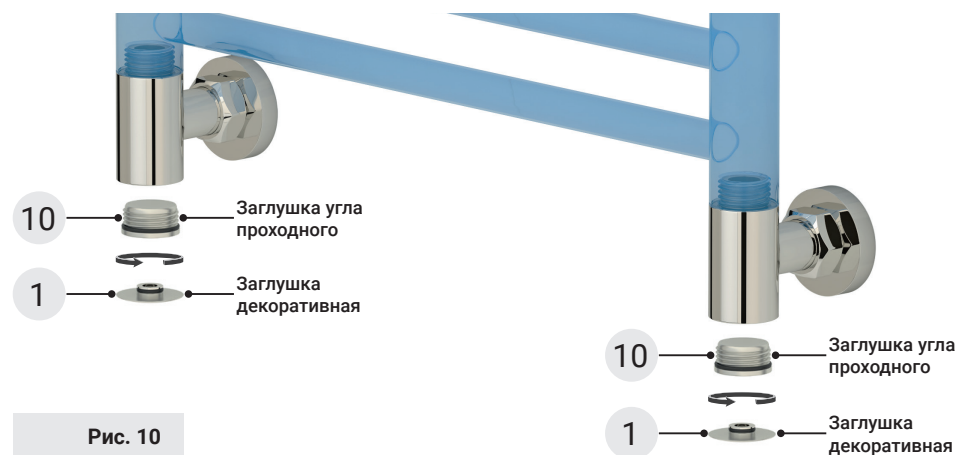 10
Заглушка угла
проходного
1
Заглушка
декоративная
10
Заглушка угла
проходного
1
Заглушка
декоративная
Рис. 10